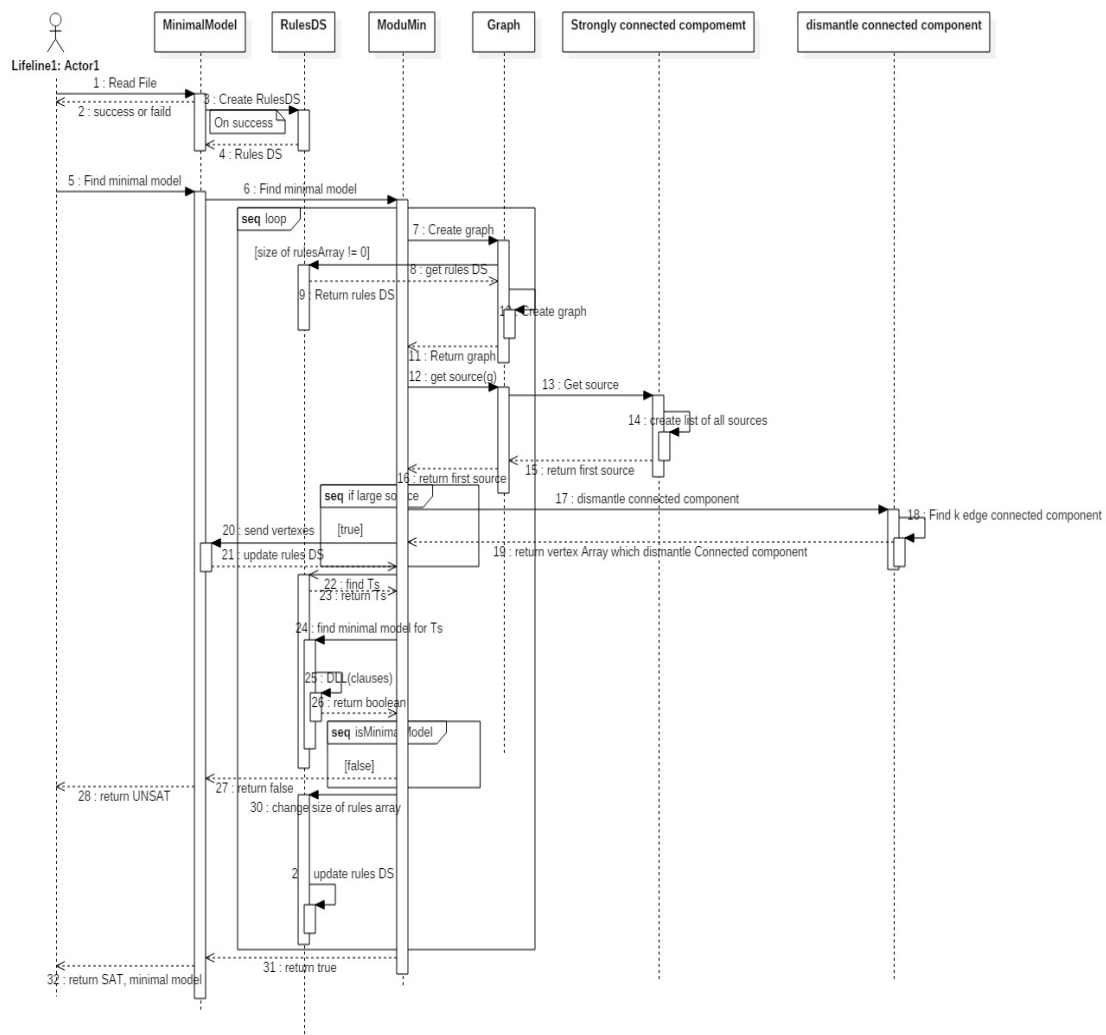 MinimalModel
RulesDS
ModuMin
Graph
Strongly connected compomemt
dismantle connected component
Lifeline1: Actor1
1 : Read File
3 : Create RulesDS
2 : success or faild
On success
4 : Rules DS
5 : Find minimal model
6 : Find minimal model
seq loop
7 : Create graph
[size of rulesArray != 0]
8 : get rules DS
9 : Return rules DS
: Create graph
11 : Return graph
12 : get source(g)
13 : Get source
14 : create list of all sources
15 : return first source
16 : return first source
seq if large source
17 : dismantle connected component
18 : Find k edge connected component
20 : send vertexes
[true]
19 : return vertex Array which dismantle Connected component
21 : update rules DS
22 : find Ts
23 : return Ts
24 : find minimal model for Ts
25 : DLL(clauses)
26 : return boolean
seq isMinimalModel
[false]
27 : return false
28 : return UNSAT
30 : change size of rules array
update rules DS
31 : return true
32 : return SAT, minimal model